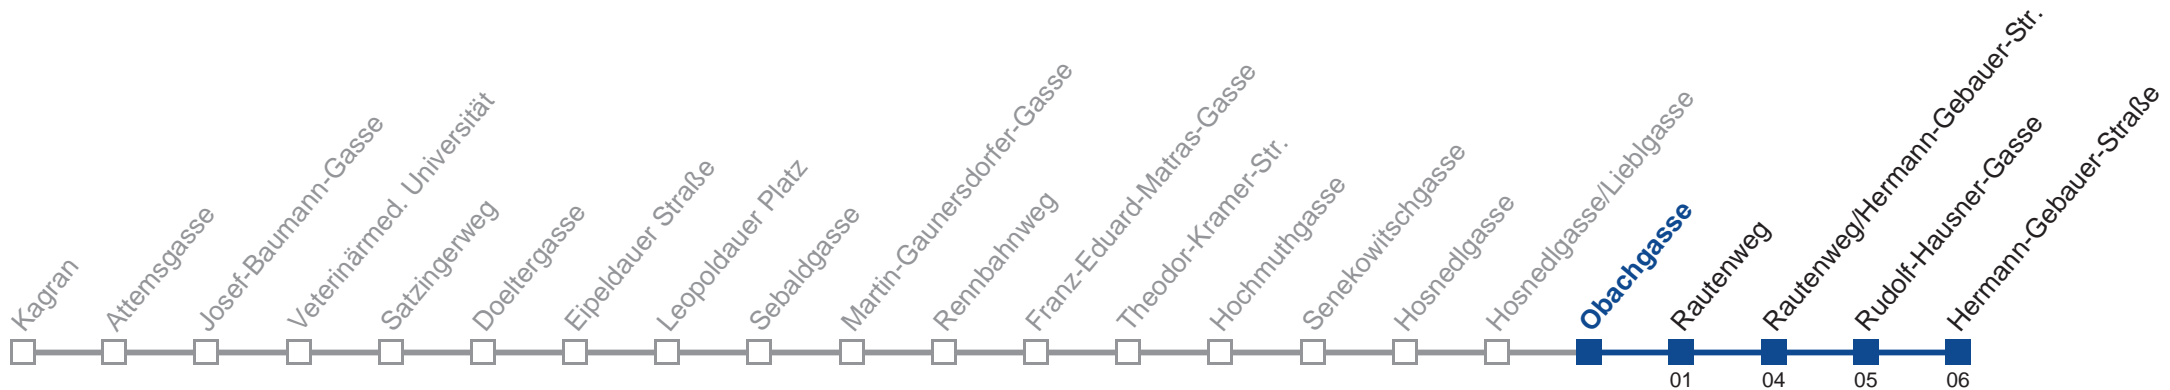 Kagran
Attemsgasse
Josef-Baumann-Gasse
Veterinärmed. Universität
Satzingerweg
Doeltergasse
Eipeldauer Straße
Leopoldauer Platz
Sebaldgasse
Martin-Gaunersdorfer-Gasse
Rennbahnweg
Franz-Eduard-Matras-Gasse
Theodor-Kramer-Str.
Hochmuthgasse
Senekowitschgasse
Hosnedlgasse
Hosnedlgasse/Lieblgasse
Obachgasse
Rautenweg
Rautenweg/Hermann-Gebauer-Str.
Rudolf-Hausner-Gasse
Hermann-Gebauer-Straße
01 04 05 06